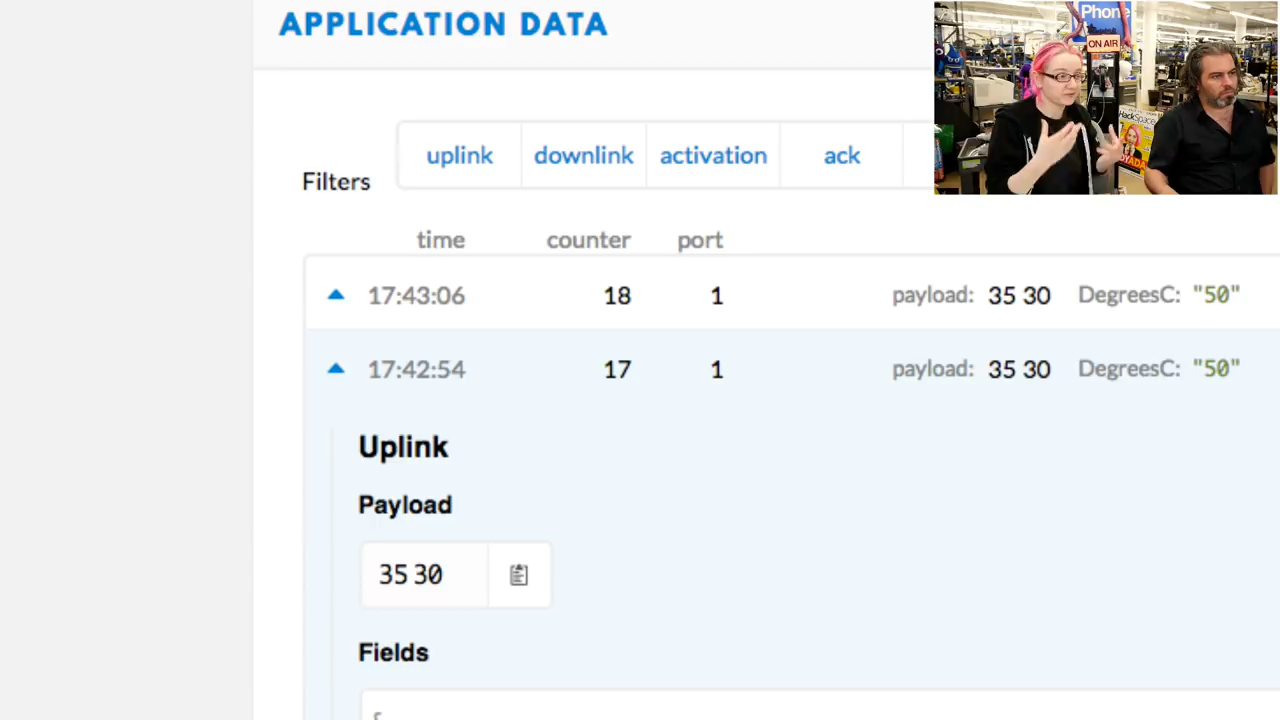 APPLICATION DATA
Phone
ON AIR
HackSpace
Filters uplink downlink activation ack
time counter port
17:43:06 18 1 payload: 35 30 DegreesC: "50"
17:42:54 17 1 payload: 35 30 DegreesC: "50"
Uplink
Payload
35 30
Fields